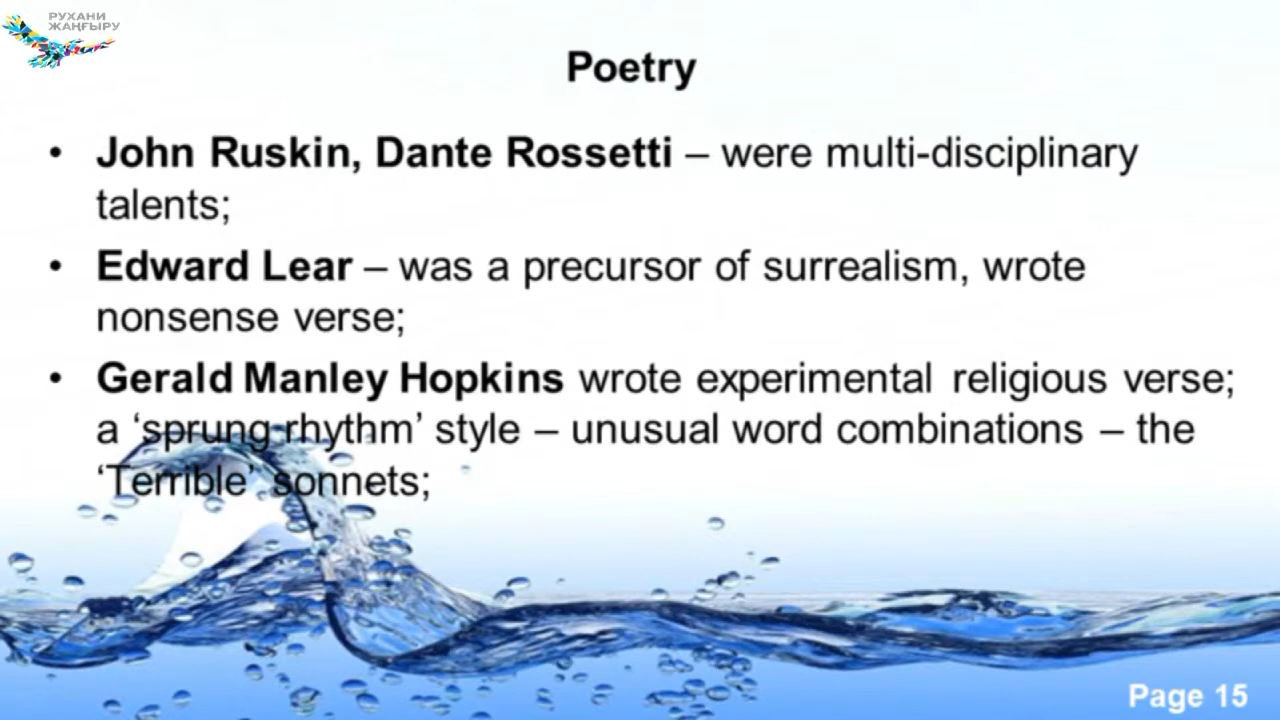 РУХАНИ
ЖАҢҒЫРУ
Poetry
• John Ruskin, Dante Rossetti – were multi-disciplinary
talents;
• Edward Lear – was a precursor of surrealism, wrote
nonsense verse;
• Gerald Manley Hopkins wrote experimental religious verse;
a ‘sprung rhythm’ style – unusual word combinations – the
‘Terrible’ sonnets;
Page 15